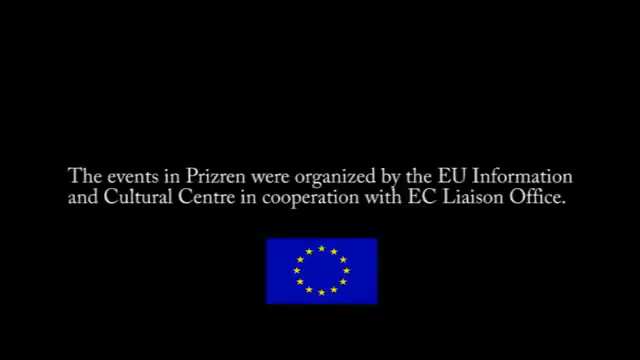 The events in Prizren were organized by the EU Information
and Cultural Centre in cooperation with EC Liaison Office.